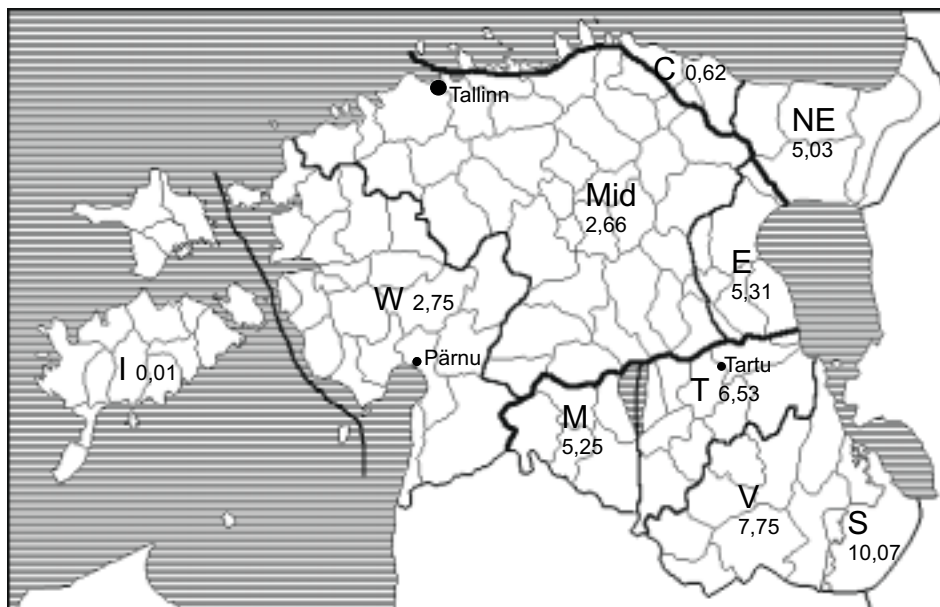 C 0,62
Tallinn
NE
5,03
Mid
2,66
E
5,31
W 2,75
Pärnu
Tartu
I 0,01
T 6,53
M
5,25
V
7,75
S
10,07